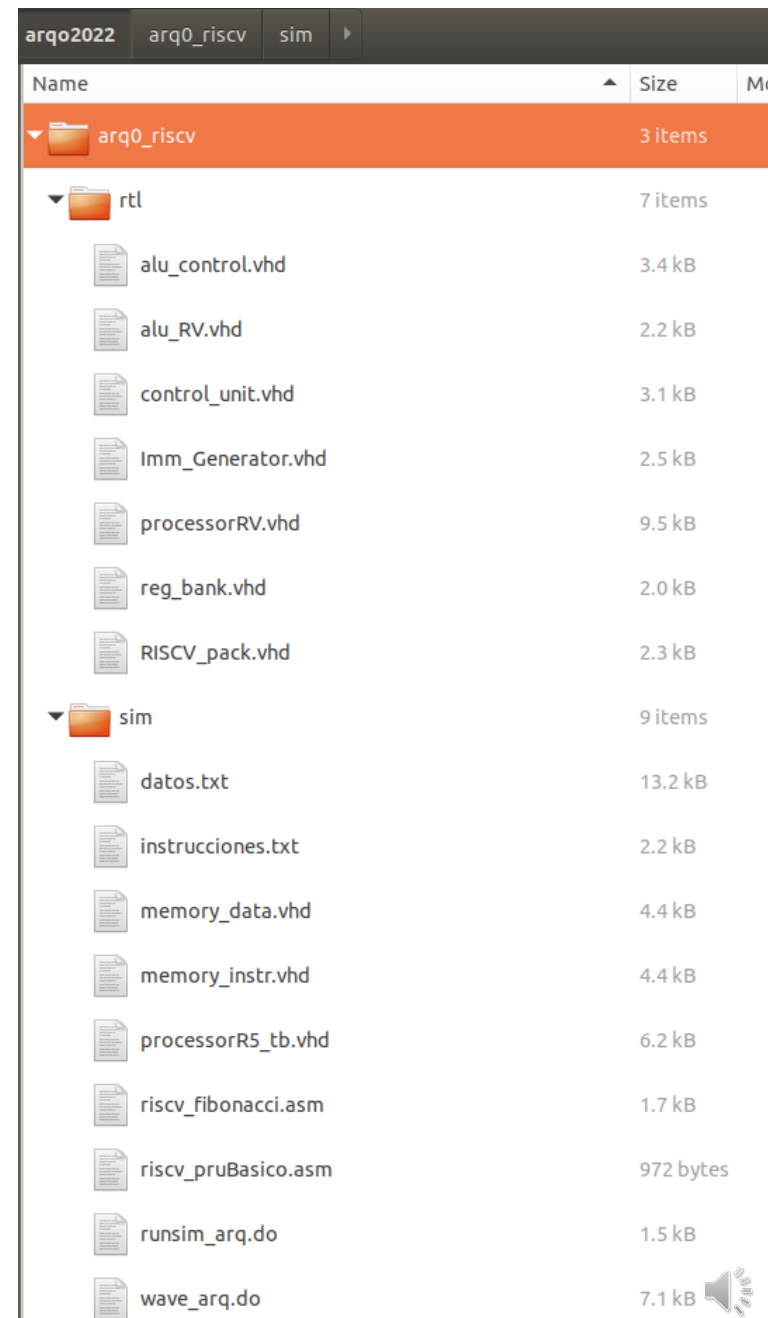 arqo2022 arq0_riscv sim
Name Size Mo
arq0_riscv 3 items
rtl 7 items
alu_control.vhd 3.4 kB
alu_RV.vhd 2.2 kB
control_unit.vhd 3.1 kB
Imm_Generator.vhd 2.5 kB
processorRV.vhd 9.5 kB
reg_bank.vhd 2.0 kB
RISCV_pack.vhd 2.3 kB
sim 9 items
datos.txt 13.2 kB
instrucciones.txt 2.2 kB
memory_data.vhd 4.4 kB
memory_instr.vhd 4.4 kB
processorR5_tb.vhd 6.2 kB
riscv_fibonacci.asm 1.7 kB
riscv_pruBasico.asm 972 bytes
runsim_arq.do 1.5 kB
wave_arq.do 7.1 kB